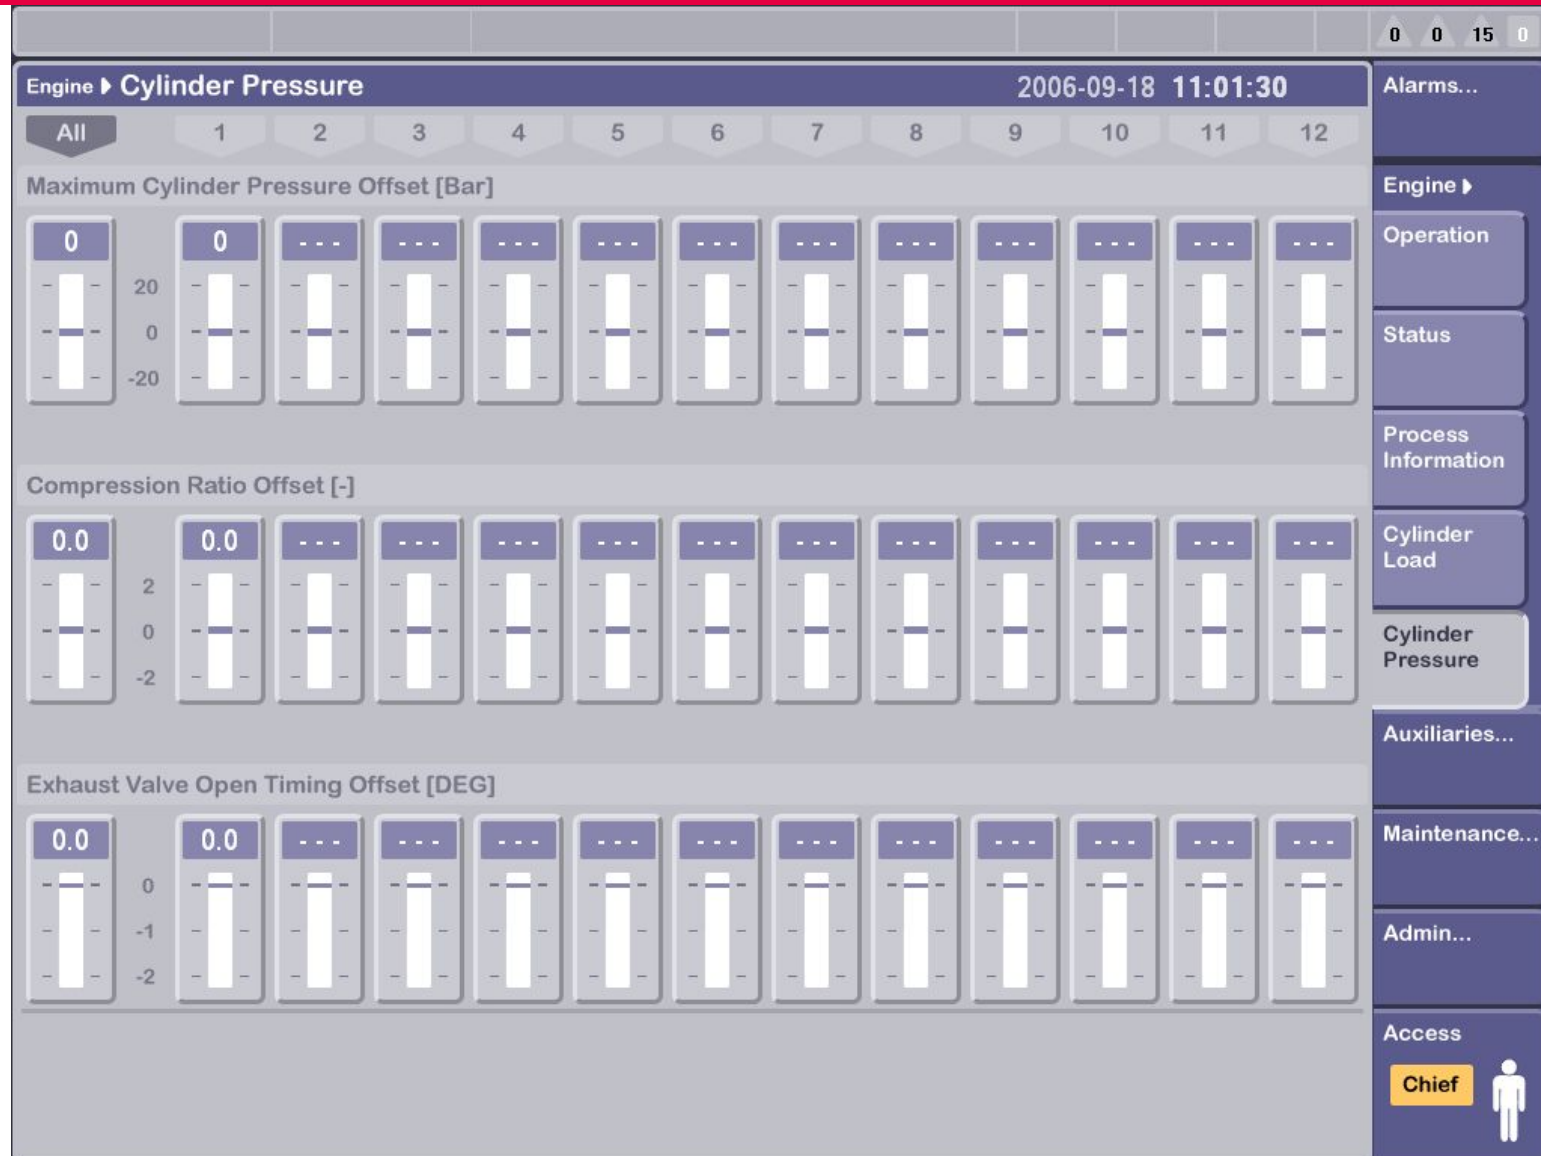 0 0 15 0
Engine Cylinder Pressure 2006-09-18 11:01:30
Alarms...
All 1 2 3 4 5 6 7 8 9 10 11 12
Maximum Cylinder Pressure Offset [Bar]
Engine
0 0 --- --- --- --- --- --- --- --- --- --- ---
Operation
20
0
-20
Status
Process
Information
Compression Ratio Offset [-]
0.0 0.0 --- --- --- --- --- --- --- --- --- --- ---
Cylinder
Load
2
0
-2
Cylinder
Pressure
Auxiliaries...
Exhaust Valve Open Timing Offset [DEG]
0.0 0.0 --- --- --- --- --- --- --- --- --- --- ---
Maintenance...
0
-1
-2
Admin...
Access
Chief